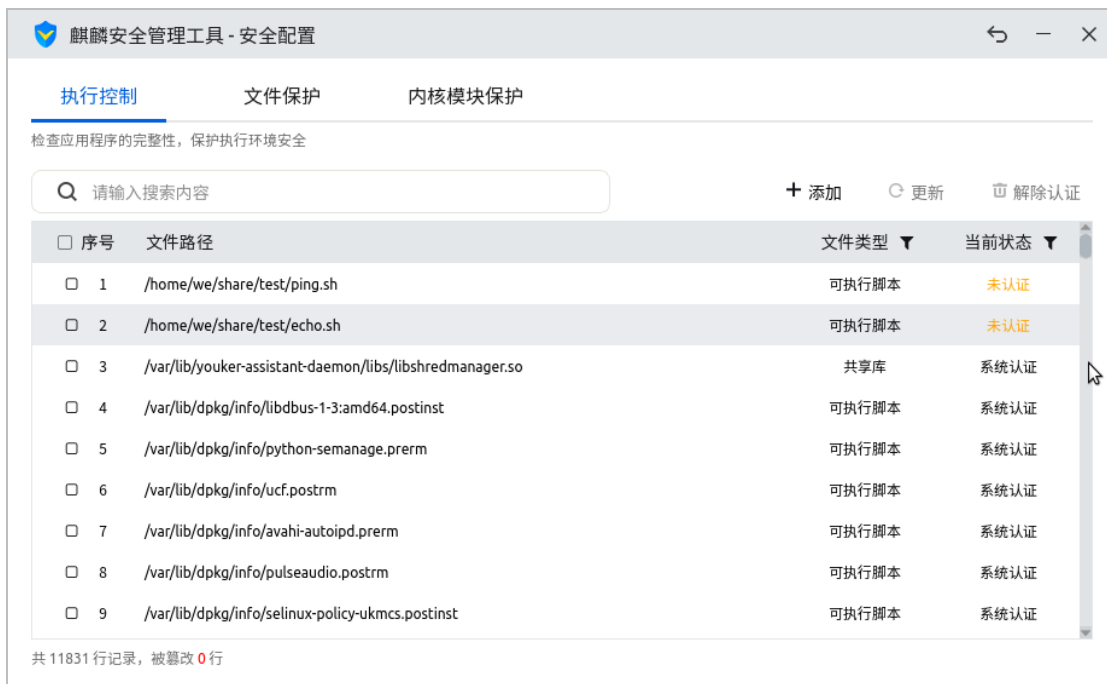 麒麟安全管理工具 - 安全配置
执行控制 文件保护 内核模块保护
检查应用程序的完整性，保护执行环境安全
请输入搜索内容 添加 更新 解除认证
序号 文件路径 文件类型 当前状态
1 /home/we/share/test/ping.sh 可执行脚本 未认证
2 /home/we/share/test/echo.sh 可执行脚本 未认证
3 /var/lib/youker-assistant-daemon/libs/libshredmanager.so 共享库 系统认证
4 /var/lib/dpkg/info/libdbus-1-3:amd64.postinst 可执行脚本 系统认证
5 /var/lib/dpkg/info/python-semanage.prerm 可执行脚本 系统认证
6 /var/lib/dpkg/info/ucf.postrm 可执行脚本 系统认证
7 /var/lib/dpkg/info/avahi-autoipd.prerm 可执行脚本 系统认证
8 /var/lib/dpkg/info/pulseaudio.postrm 可执行脚本 系统认证
9 /var/lib/dpkg/info/selinux-policy-ukmcs.postinst 可执行脚本 系统认证
共 11831 行记录，被篡改 0 行